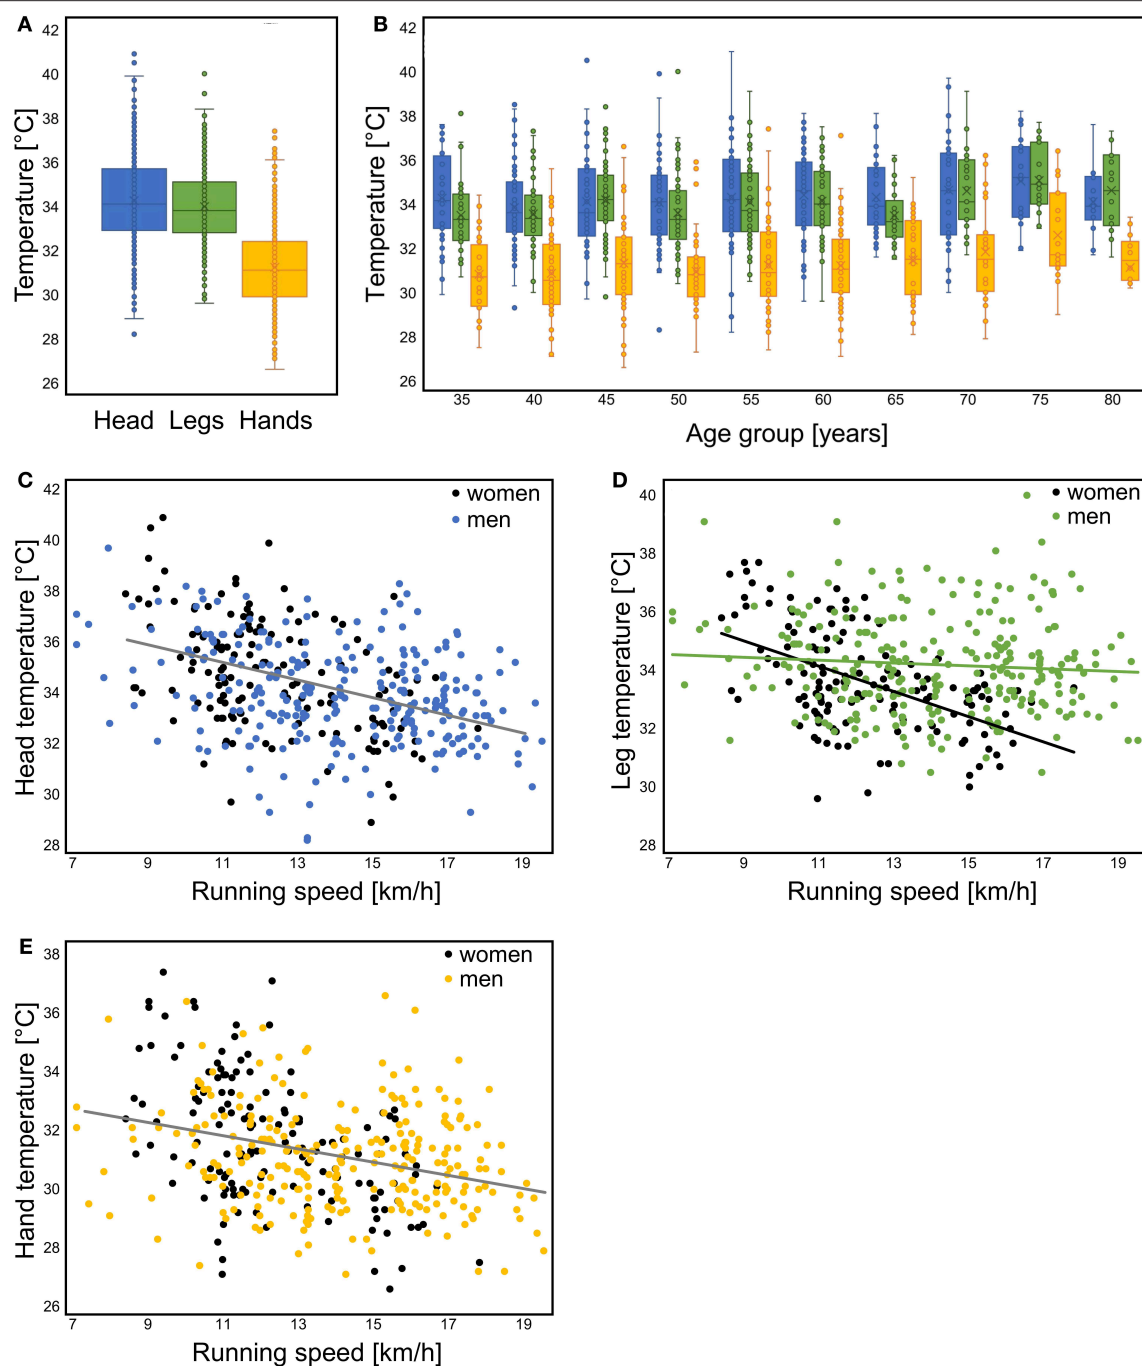 A
B
Temperature [°C]
42
40
38
36
34
32
30
28
26
Head Legs Hands
Temperature [°C]
42
40
38
36
34
32
30
28
26
35 40 45 50 55 60 65 70 75 80
Age group [years]
C
women
men
Head temperature [°C]
42
40
38
36
34
32
30
28
7 9 11 13 15 17 19
Running speed [km/h]
D
women
men
Leg temperature [°C]
40
38
36
34
32
30
28
7 9 11 13 15 17 19
Running speed [km/h]
E
women
men
Hand temperature [°C]
38
36
34
32
30
28
26
7 9 11 13 15 17 19
Running speed [km/h]